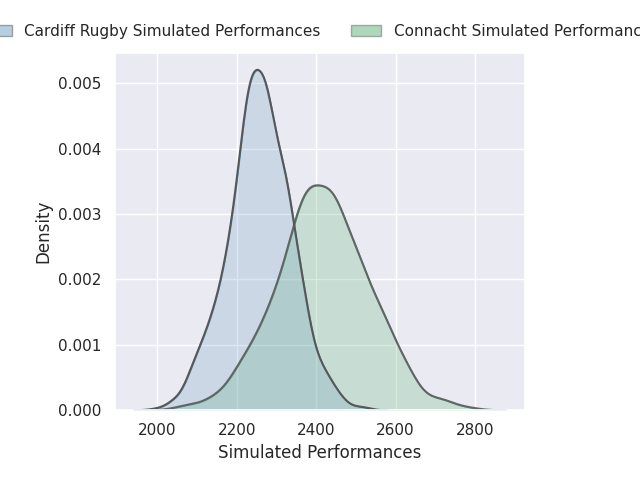 Cardiff Rugby Simulated Performances Connacht Simulated Performanc
0.005
0.004
0.003
0.002
0.001
0.000
Density
2000 2200 2400 2600 2800
Simulated Performances